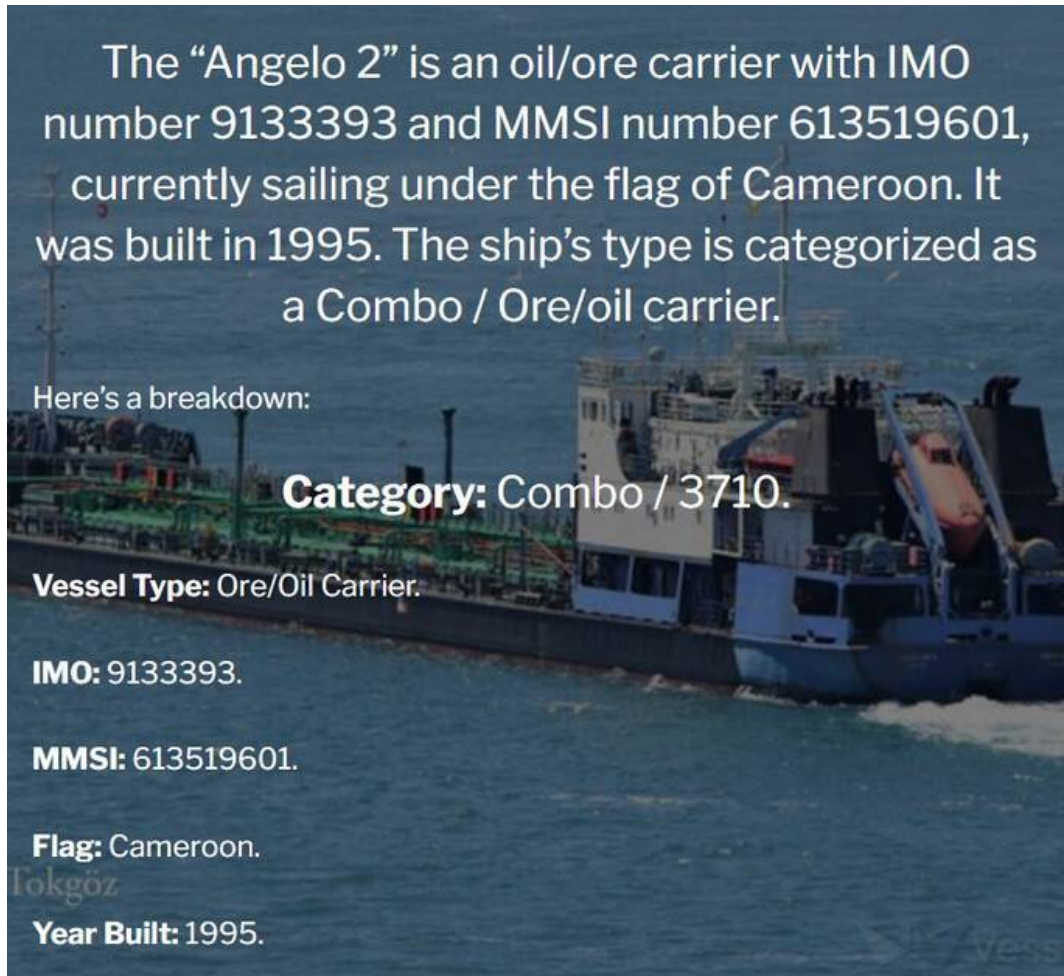 The “Angelo 2” is an oil/ore carrier with IMO
number 9133393 and MMSI number 613519601,
currently sailing under the flag of Cameroon. It
was built in 1995. The ship’s type is categorized as
a Combo / Ore/oil carrier.
Here’s a breakdown:
Category: Combo / 3710.
Vessel Type: Ore/Oil Carrier.
IMO: 9133393.
MMSI: 613519601.
Flag: Cameroon.
Tokgöz
Year Built: 1995.
Vess